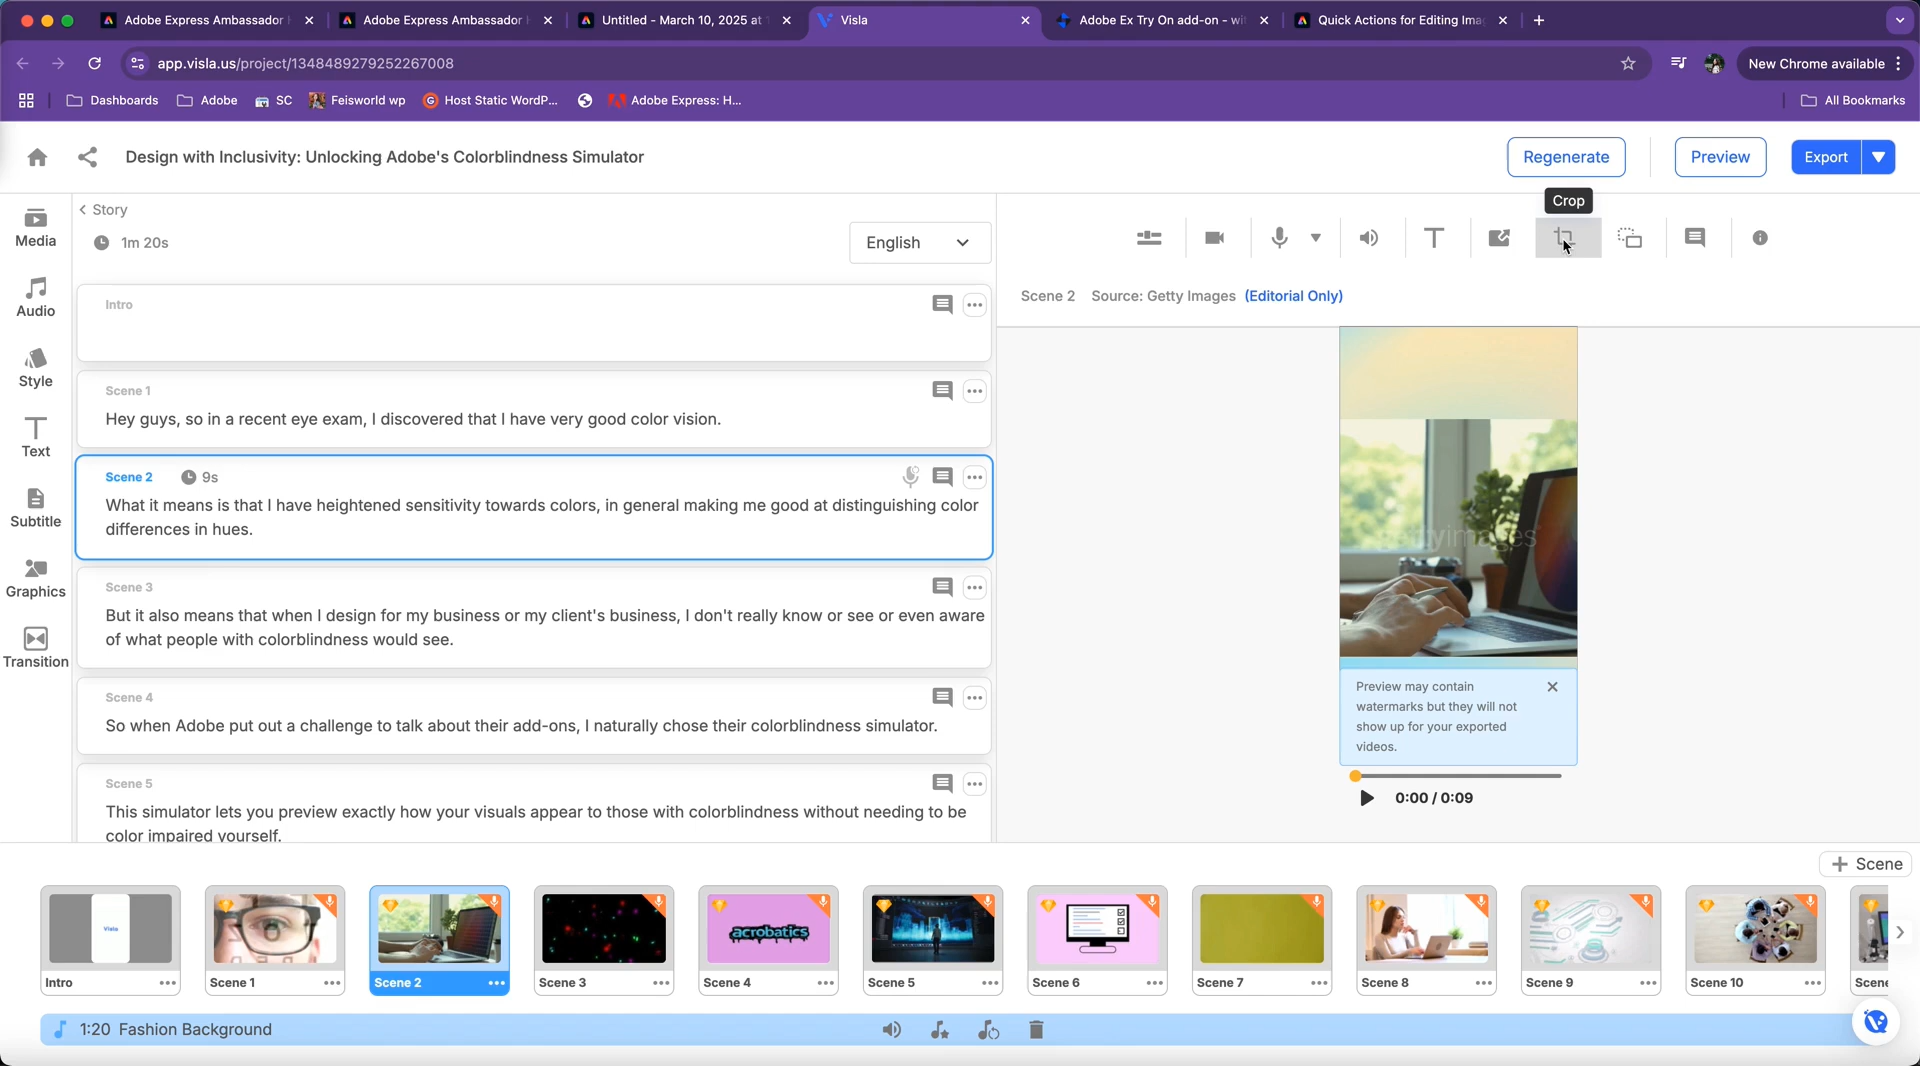 Adobe Express Ambassador
Adobe Express Ambassador
Untitled - March 10, 2025 at
Visla
Adobe Ex Try On add-on - wi
Quick Actions for Editing Ima
app.visla.us/project/1348489279252267008
New Chrome available
Dashboards
Adobe
SC
Feisworld wp
Host Static WordP...
Adobe Express: H...
All Bookmarks
Design with Inclusivity: Unlocking Adobe's Colorblindness Simulator
Regenerate
Preview
Export
Crop
Media
Audio
Style
Text
Subtitle
Graphics
Transition
Story
1m 20s
English
Intro
Scene 1
Hey guys, so in a recent eye exam, I discovered that I have very good color vision.
Scene 2
9s
What it means is that I have heightened sensitivity towards colors, in general making me good at distinguishing color
differences in hues.
Scene 3
But it also means that when I design for my business or my client's business, I don't really know or see or even aware
of what people with colorblindness would see.
Scene 4
So when Adobe put out a challenge to talk about their add-ons, I naturally chose their colorblindness simulator.
Scene 5
This simulator lets you preview exactly how your visuals appear to those with colorblindness without needing to be
color impaired yourself.
Scene 2 Source: Getty Images (Editorial Only)
Preview may contain
watermarks but they will not
show up for your exported
videos.
0:00 / 0:09
+ Scene
Visla
acrobatics
Intro
Scene 1
Scene 2
Scene 3
Scene 4
Scene 5
Scene 6
Scene 7
Scene 8
Scene 9
Scene 10
Scene
1:20 Fashion Background